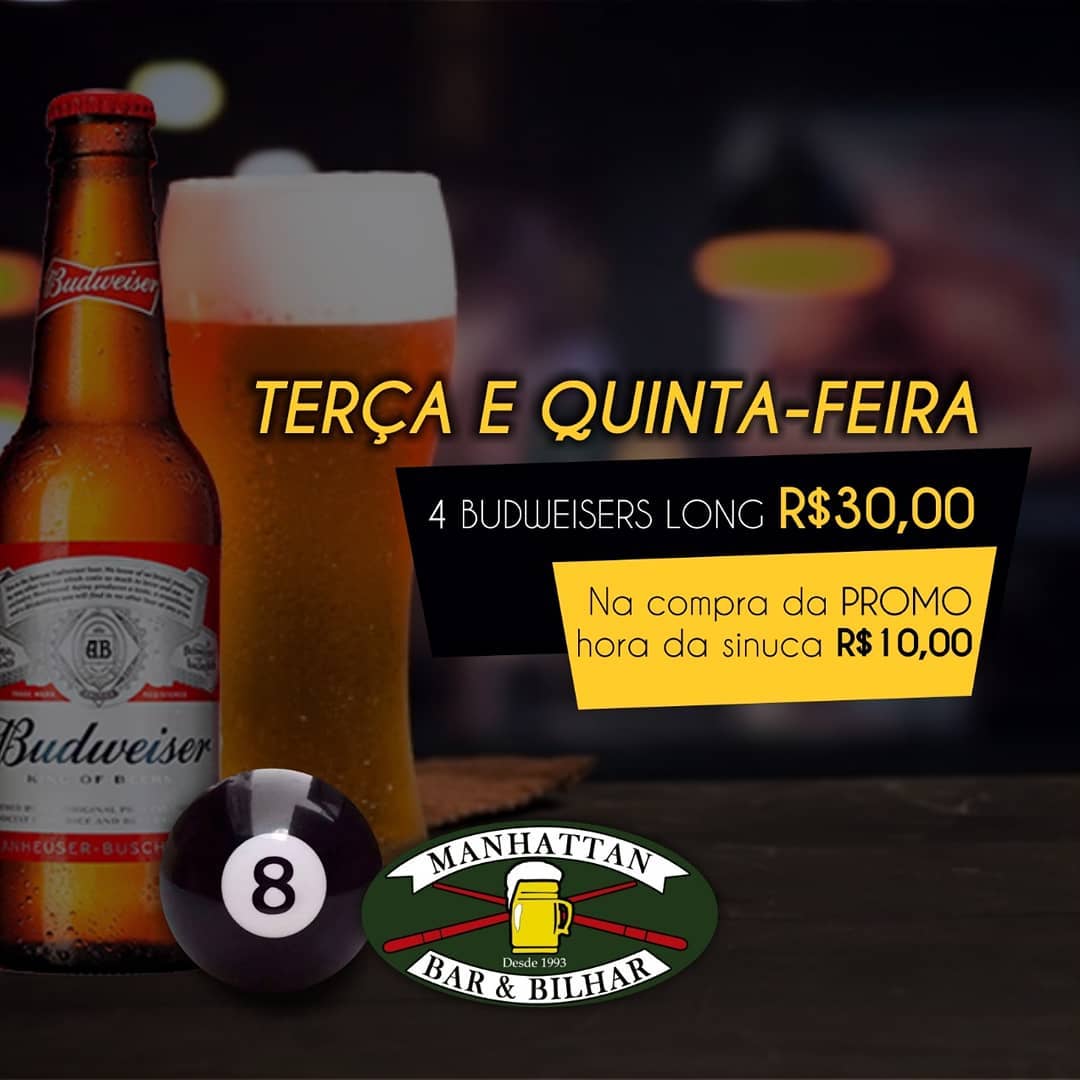 Budweiser
TERÇA E QUINTA-FEIRA
4 BUDWEISERS LONG R$30,00
Na compra da PROMO
hora da sinuca R$10,00
AB
Budweiser
KING OF BEERS
ANHEUSER-BUSCH
8
MANHATTAN
Desde 1993
BAR & BILHAR